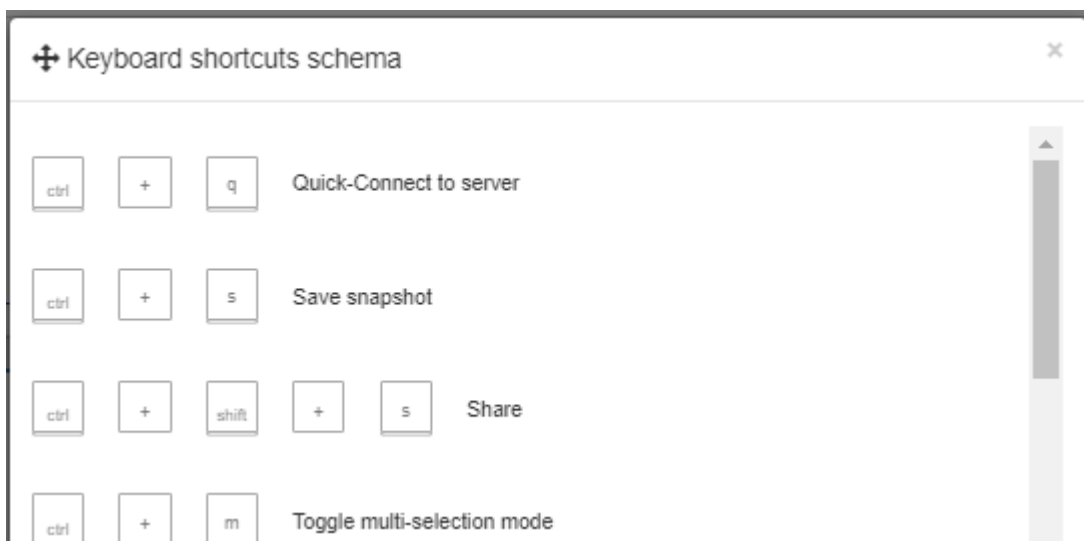 Keyboard shortcuts schema ×
ctrl + q Quick-Connect to server
ctrl + s Save snapshot
ctrl + shift + s Share
ctrl + m Toggle multi-selection mode